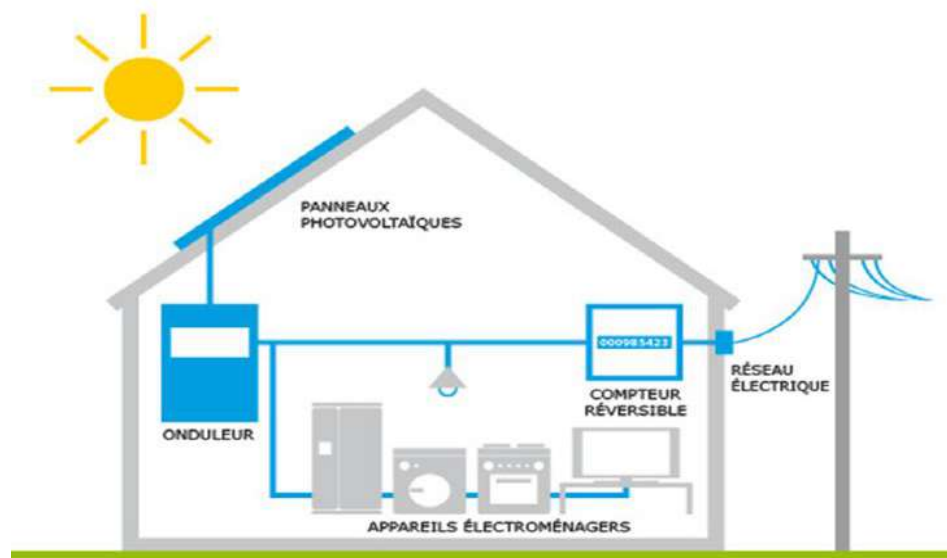 PANNEAUX
PHOTOVOLTAÏQUES
000985423
RÉSEAU
ÉLECTRIQUE
COMPTEUR
RÉVERSIBLE
ONDULEUR
APPAREILS ÉLECTROMÉNAGERS